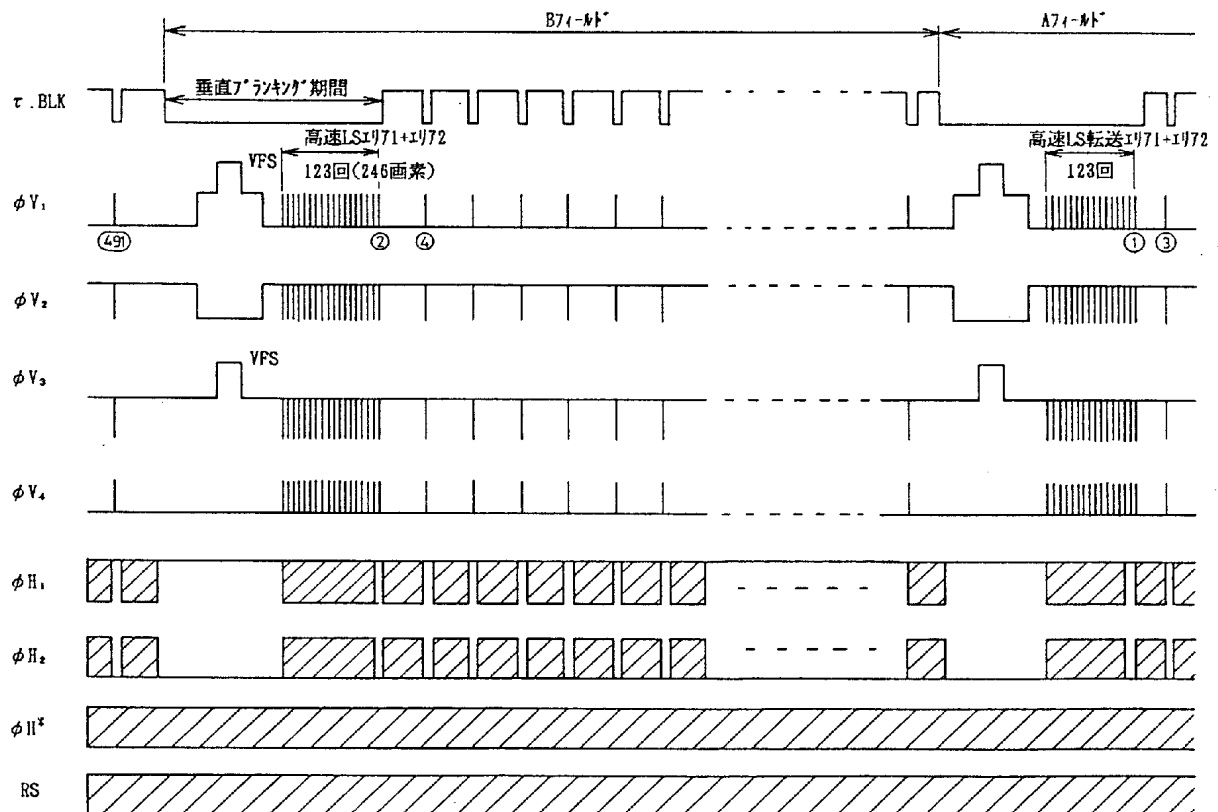 Bフィールド Aフィールド
τ.BLK
垂直ブランキング期間
高速LSエリ71+エリ72 高速LS転送エリ71+エリ72
VFS 123回(246画素) 123回
φV₁
491 2 4 1 3
φV₂
VFS
φV₃
φV₄
φH₁
φH₂
φH*
RS